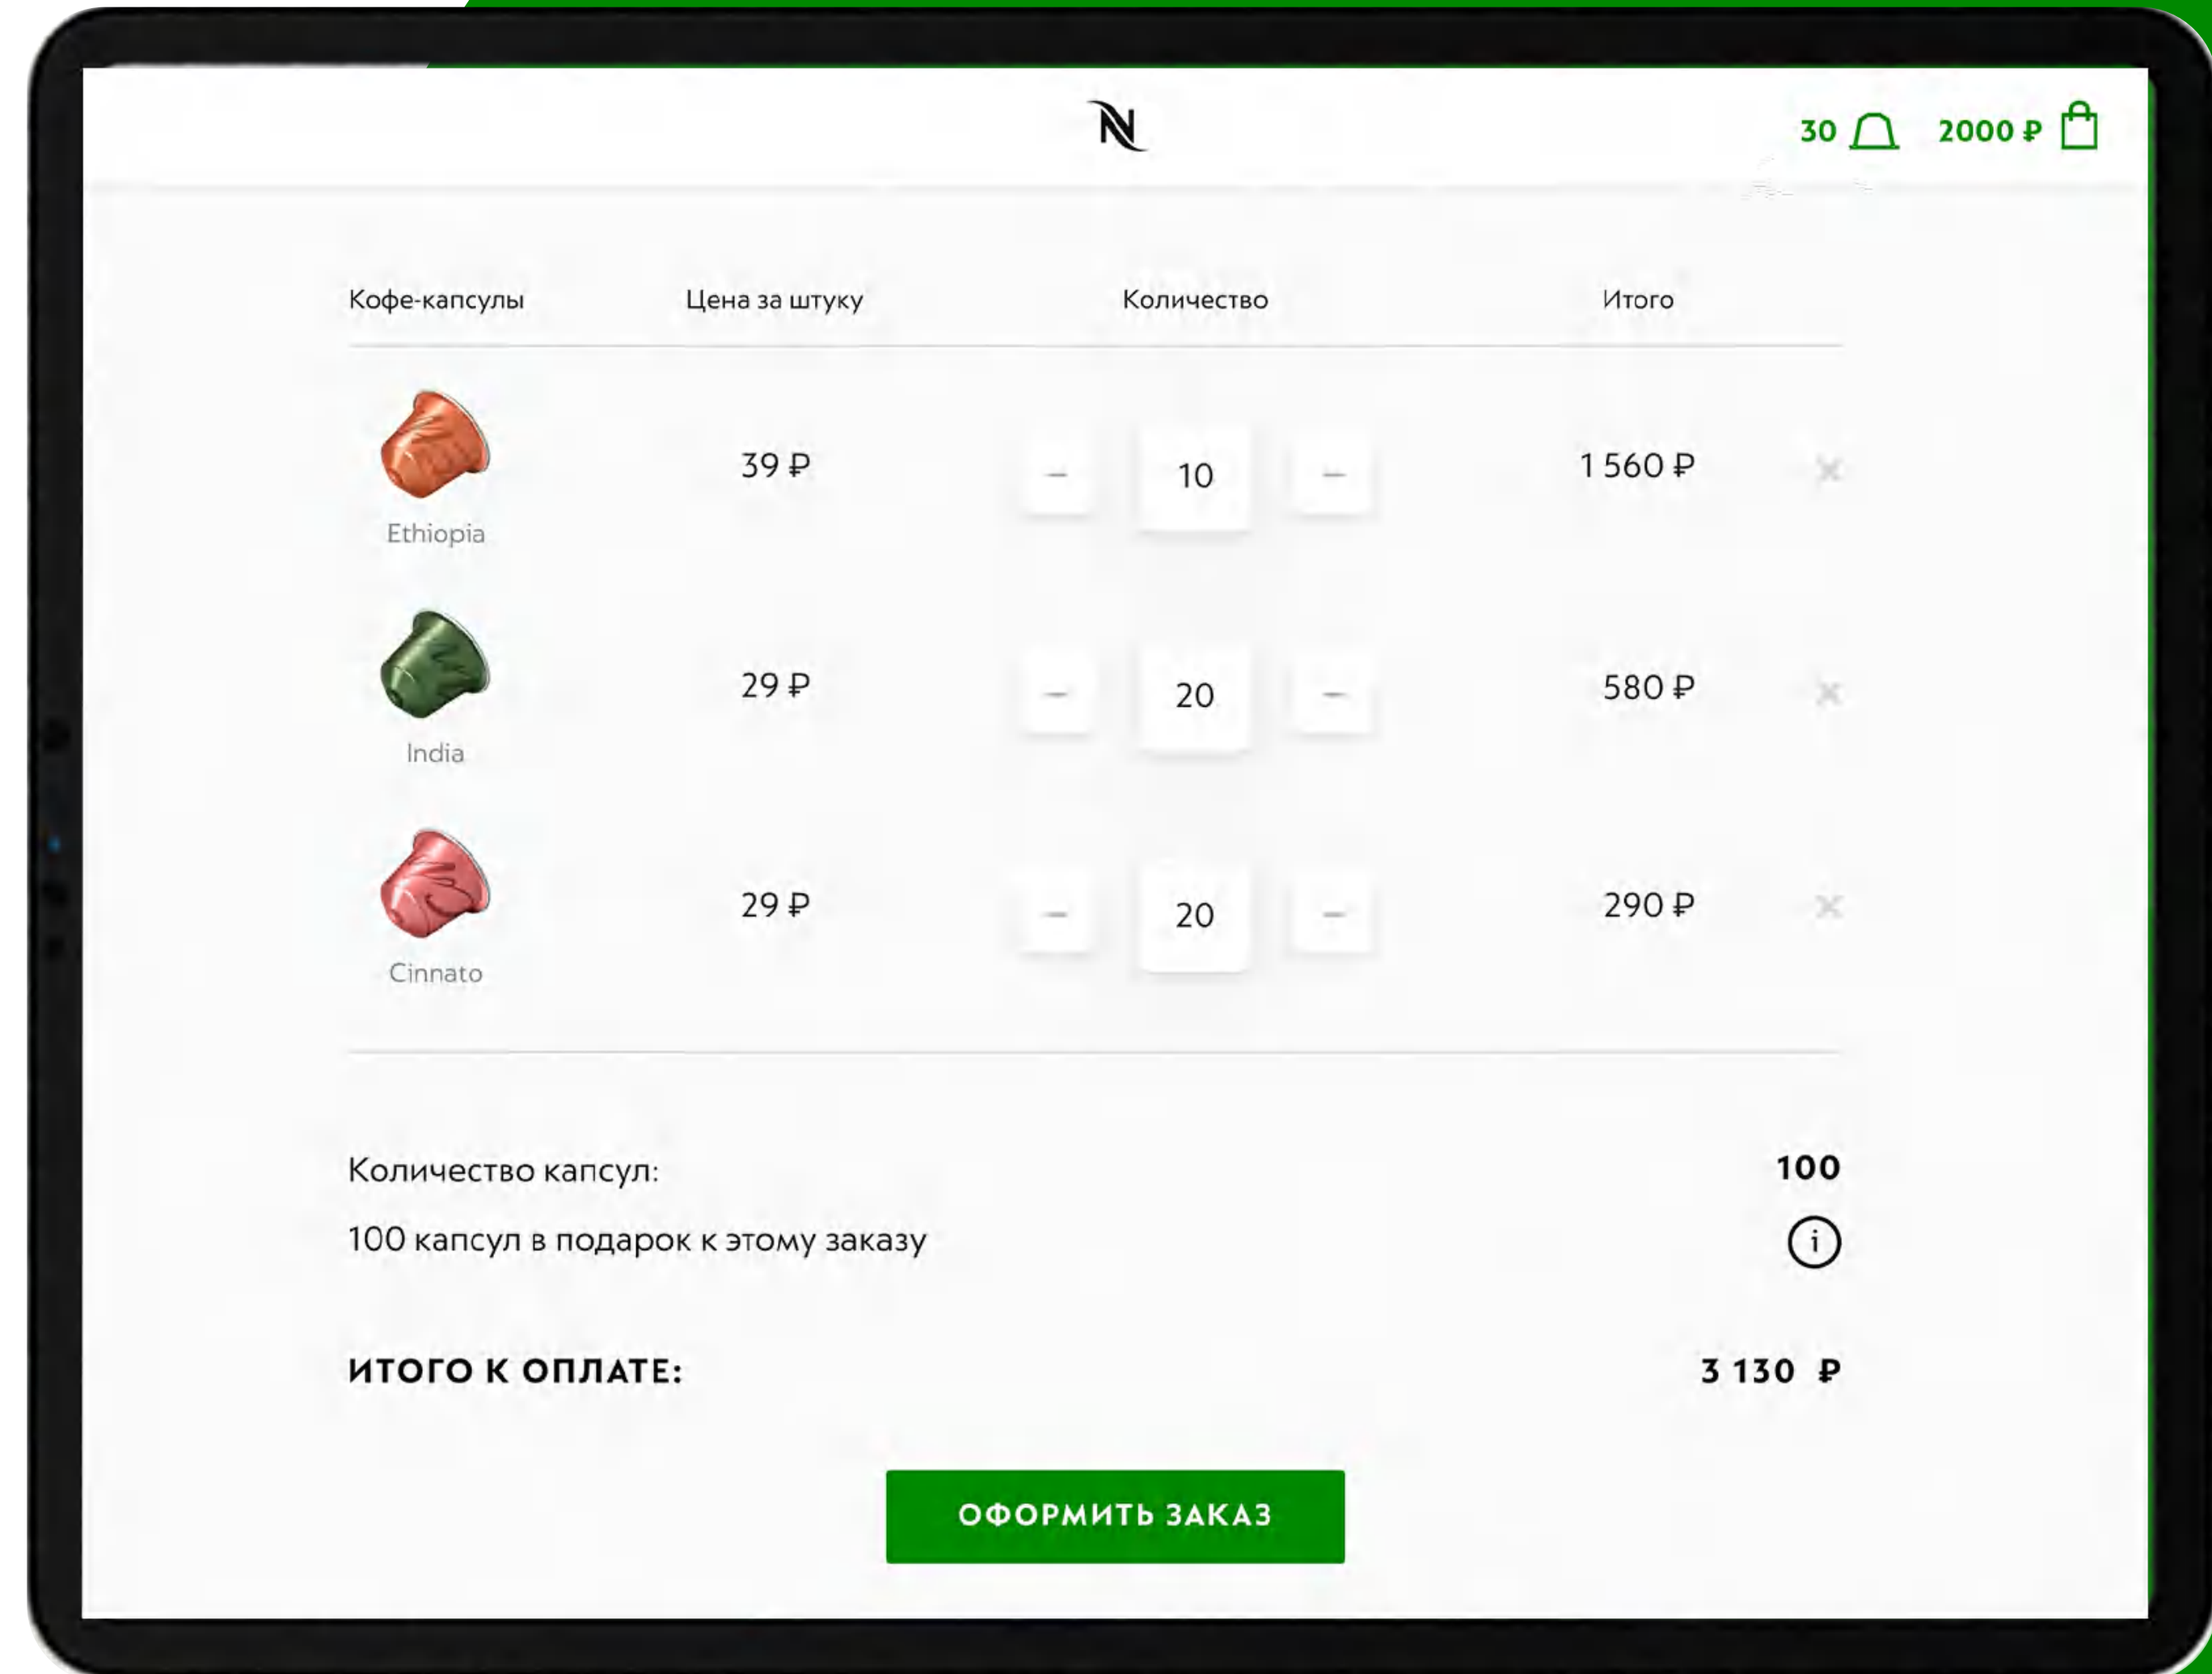 N
30 2000 ₽
Кофе-капсулы Цена за штуку Количество Итого
39 ₽ – 10 – 1 560 ₽ ×
Ethiopia
29 ₽ – 20 – 580 ₽ ×
India
29 ₽ – 20 – 290 ₽ ×
Cinnato
Количество капсул: 100
100 капсул в подарок к этому заказу i
ИТОГО К ОПЛАТЕ: 3 130 ₽
ОФОРМИТЬ ЗАКАЗ